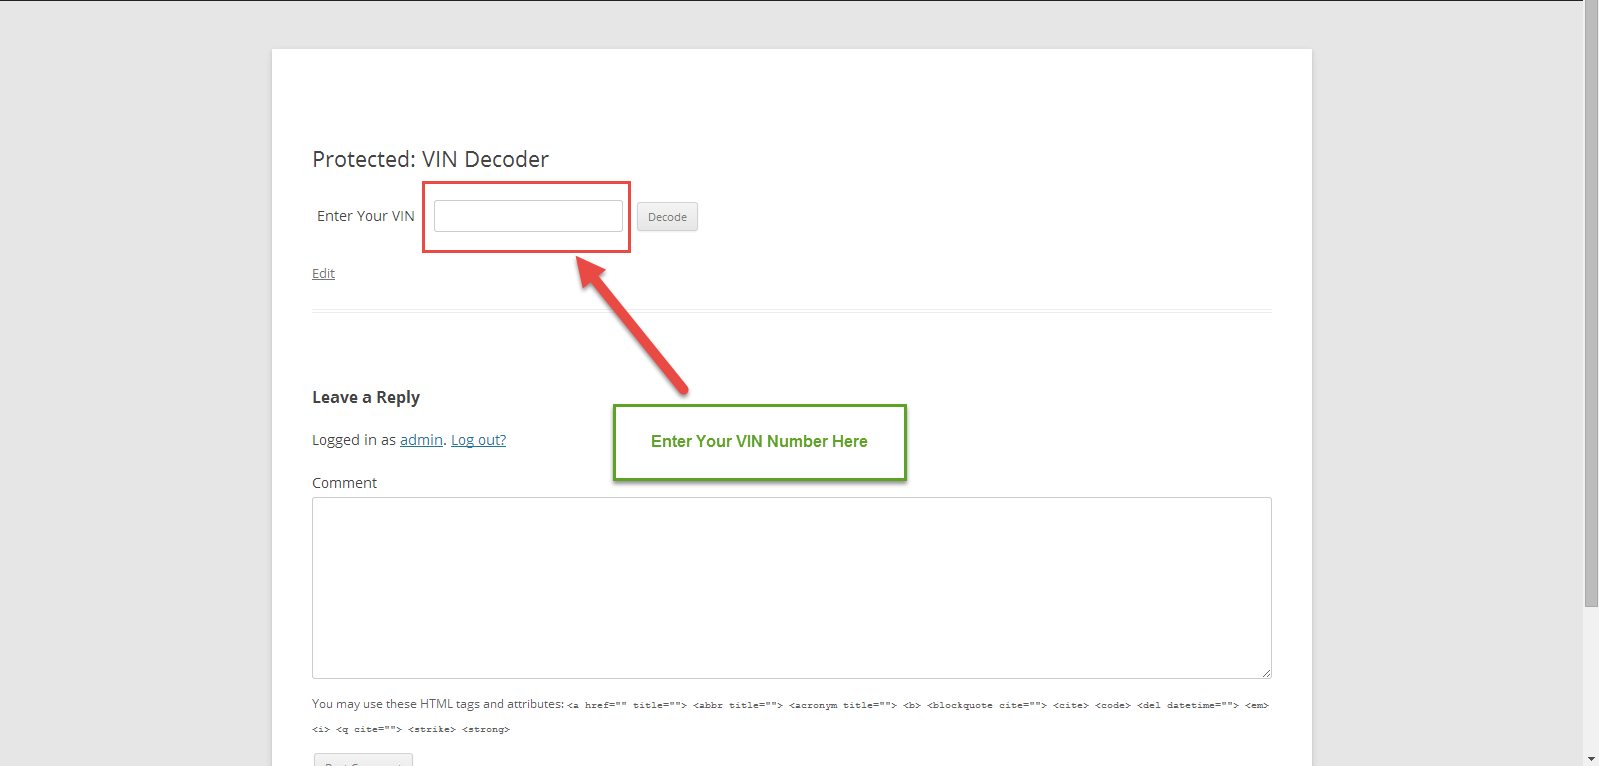 Protected: VIN Decoder
Enter Your VIN
Decode
Edit
Leave a Reply
Logged in as admin. Log out?
Enter Your VIN Number Here
Comment
You may use these HTML tags and attributes: <a href="" title=""> <abbr title=""> <acronym title=""> <b> <blockquote cite=""> <cite> <code> <del datetime=""> <em>
<i> <q cite=""> <strike> <strong>